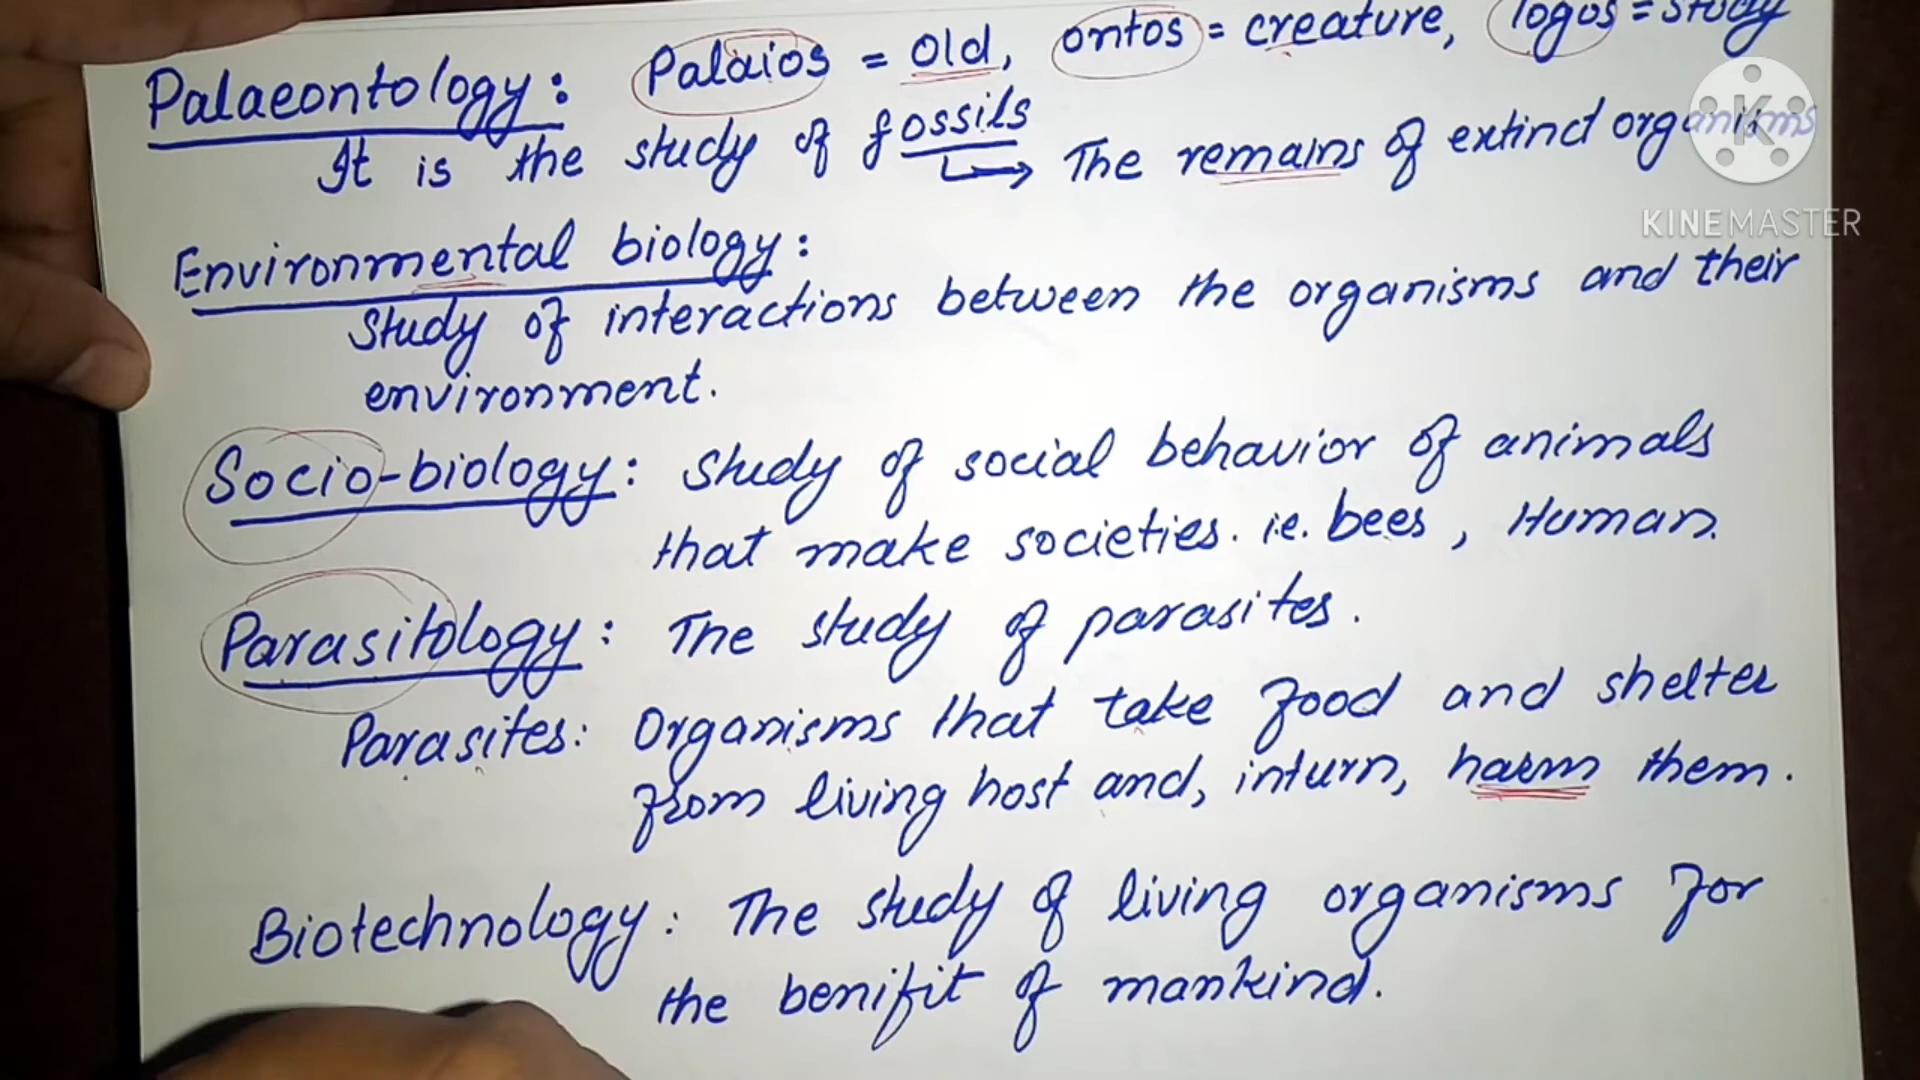 Palaeontology: Palaios = Old, ontos = creature, logos = study
It is the study of fossils → The remains of extinct organisms
KINEMASTER
Environmental biology:
Study of interactions between the organisms and their
environment.
Socio-biology: Study of social behavior of animals
that make societies. i.e. bees, Human.
Parasitology: The study of parasites.
Parasites: Organisms that take food and shelter
from living host and, inturn, harm them.
Biotechnology: The study of living organisms for
the benifit of mankind.